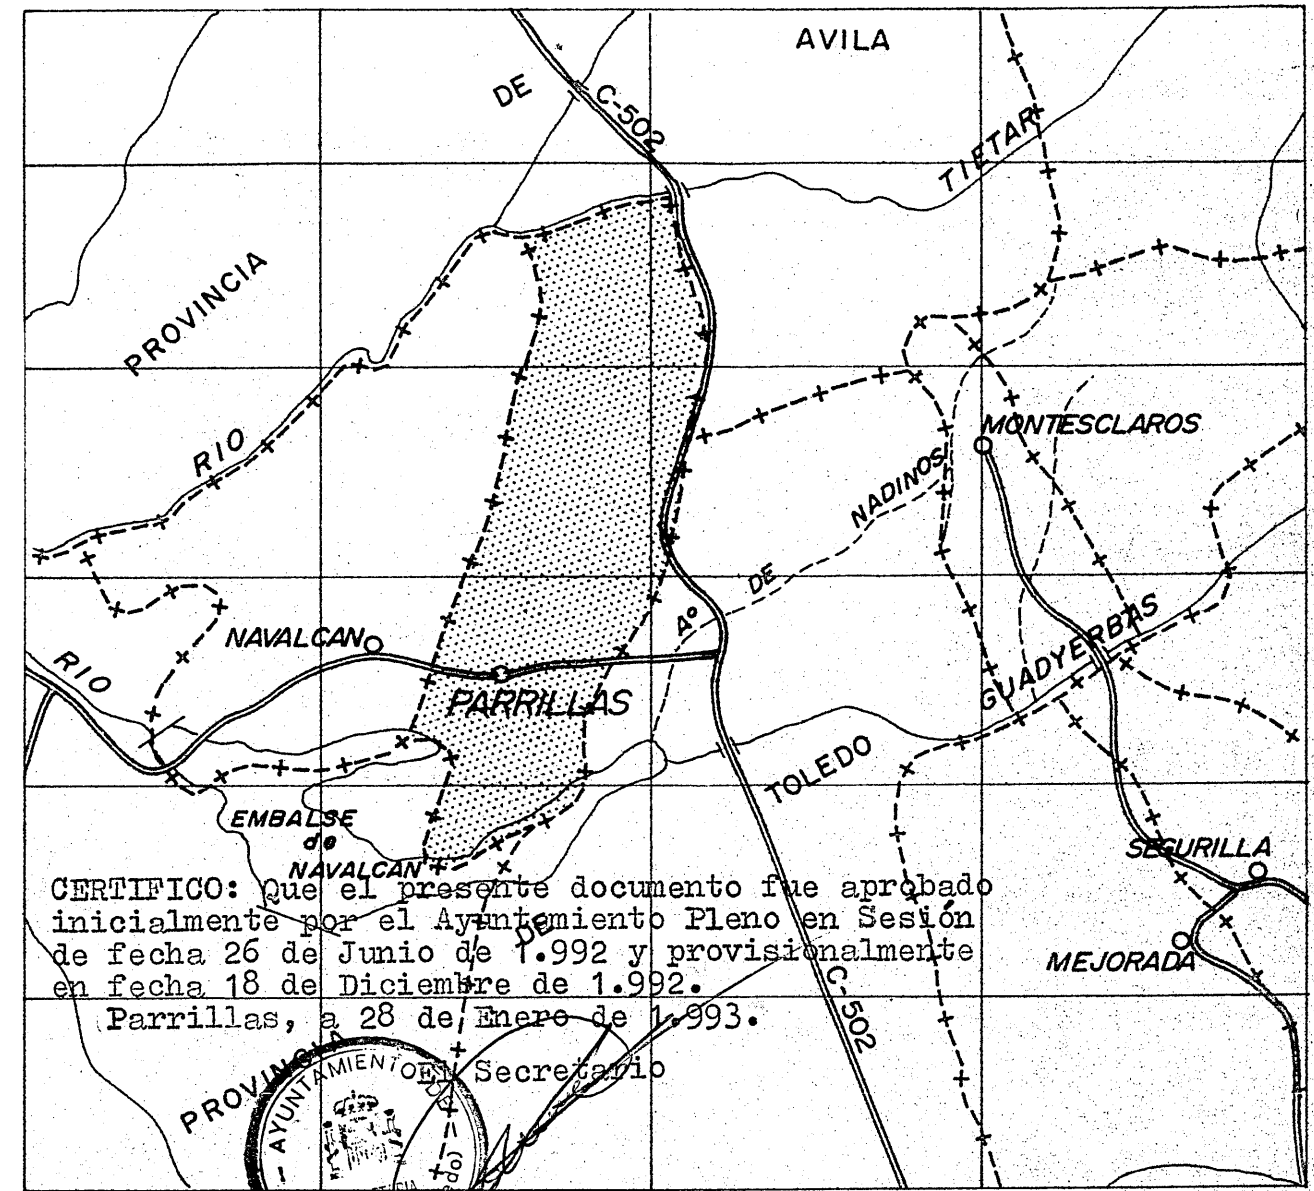 AVILA
DE
C-502
TIETAR
PROVINCIA
RIO
MONTESCLAROS
NADINOS
DE
Aº
NAVALCAN
RIO
PARRILLAS
GUADYERBAS
TOLEDO
EMBALSE
de
NAVALCAN
SEGURILLA
MEJORADA
CERTIFICO: Que el presente documento fue aprobado
inicialmente por el Ayuntamiento Pleno en Sesión
de fecha 26 de Junio de 1.992 y provisionalmente
en fecha 18 de Diciembre de 1.992.
Parrillas, a 28 de Enero de 1.993.
El Secretario
DE
C-502
PROVINCIA
AYUNTAMIENTO DE